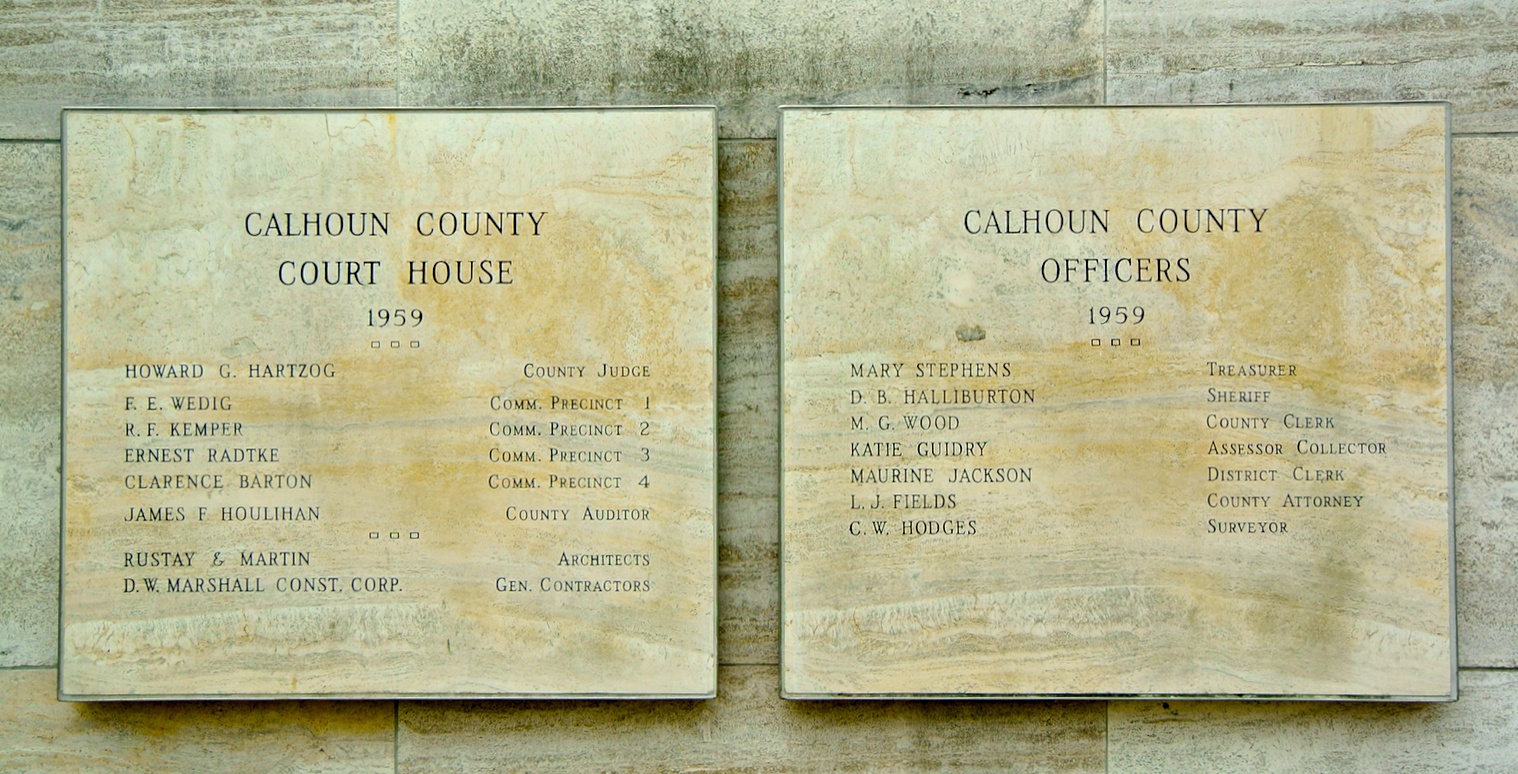 CALHOUN COUNTY
COURT HOUSE
1959
HOWARD G. HARTZOG County Judge
F. E. WEDIG Comm. Precinct 1
R. F. KEMPER Comm. Precinct 2
ERNEST RADTKE Comm. Precinct 3
CLARENCE BARTON Comm. Precinct 4
JAMES F HOULIHAN County Auditor
RUSTAY & MARTIN Architects
D. W. MARSHALL CONST. CORP. Gen. Contractors
CALHOUN COUNTY
OFFICERS
1959
MARY STEPHENS Treasurer
D. B. HALLIBURTON Sheriff
M. G. WOOD County Clerk
KATIE GUIDRY Assessor Collector
MAURINE JACKSON District Clerk
L. J. FIELDS County Attorney
C. W. HODGES Surveyor